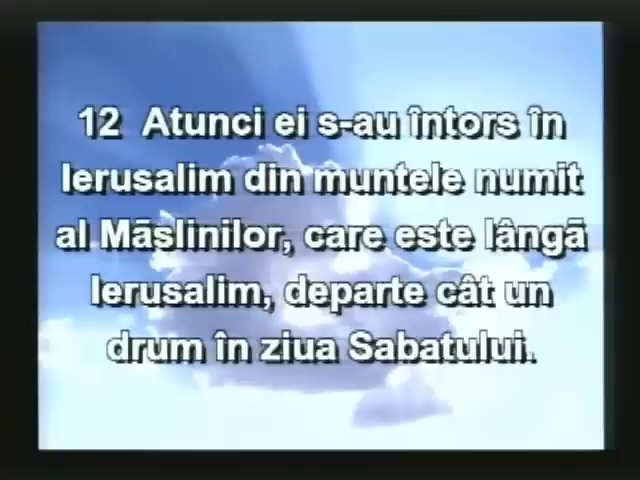 12 Atunci ei s-au întors în
Ierusalim din muntele numit
al Măslinilor, care este lângă
Ierusalim, departe cât un
drum în ziua Sabatului.